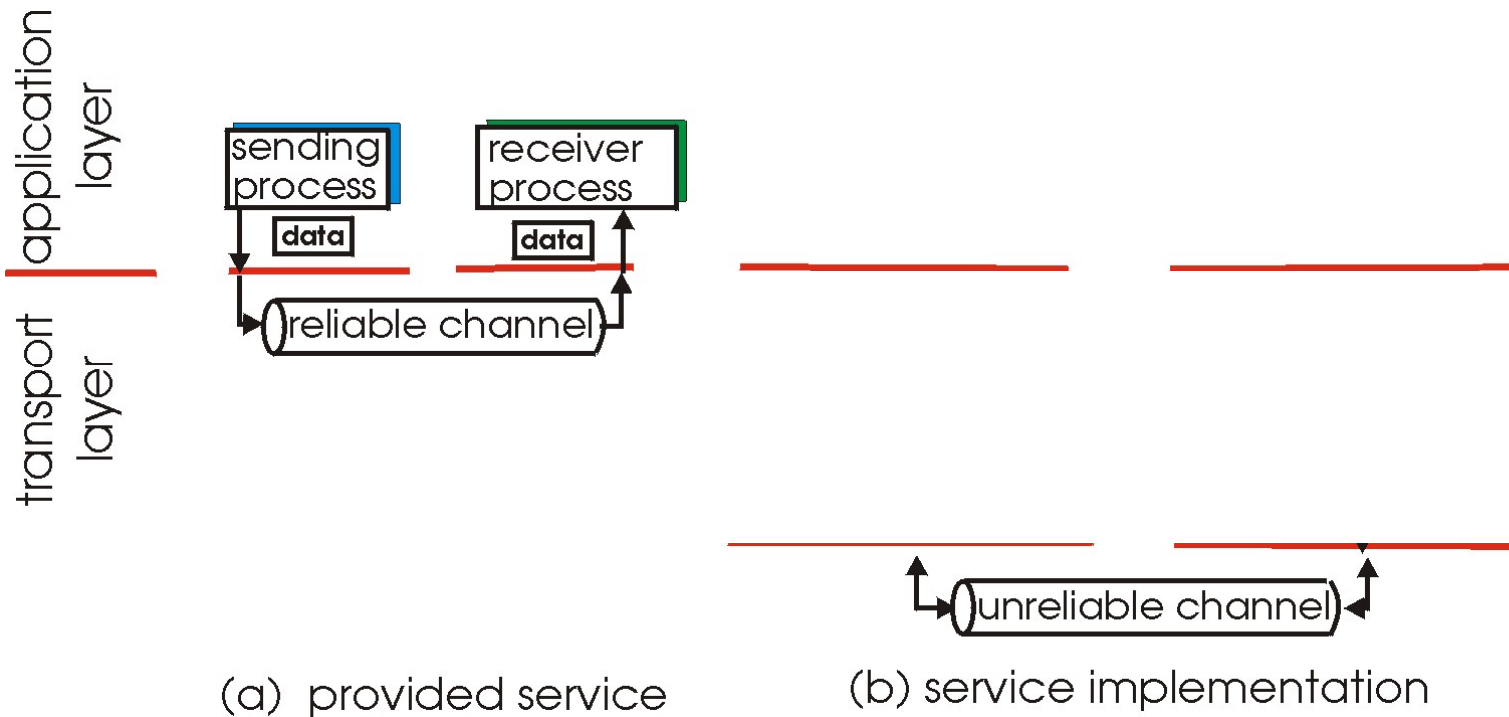 application
layer
transport
layer
sending
process
receiver
process
data
data
reliable channel
unreliable channel
(a) provided service
(b) service implementation